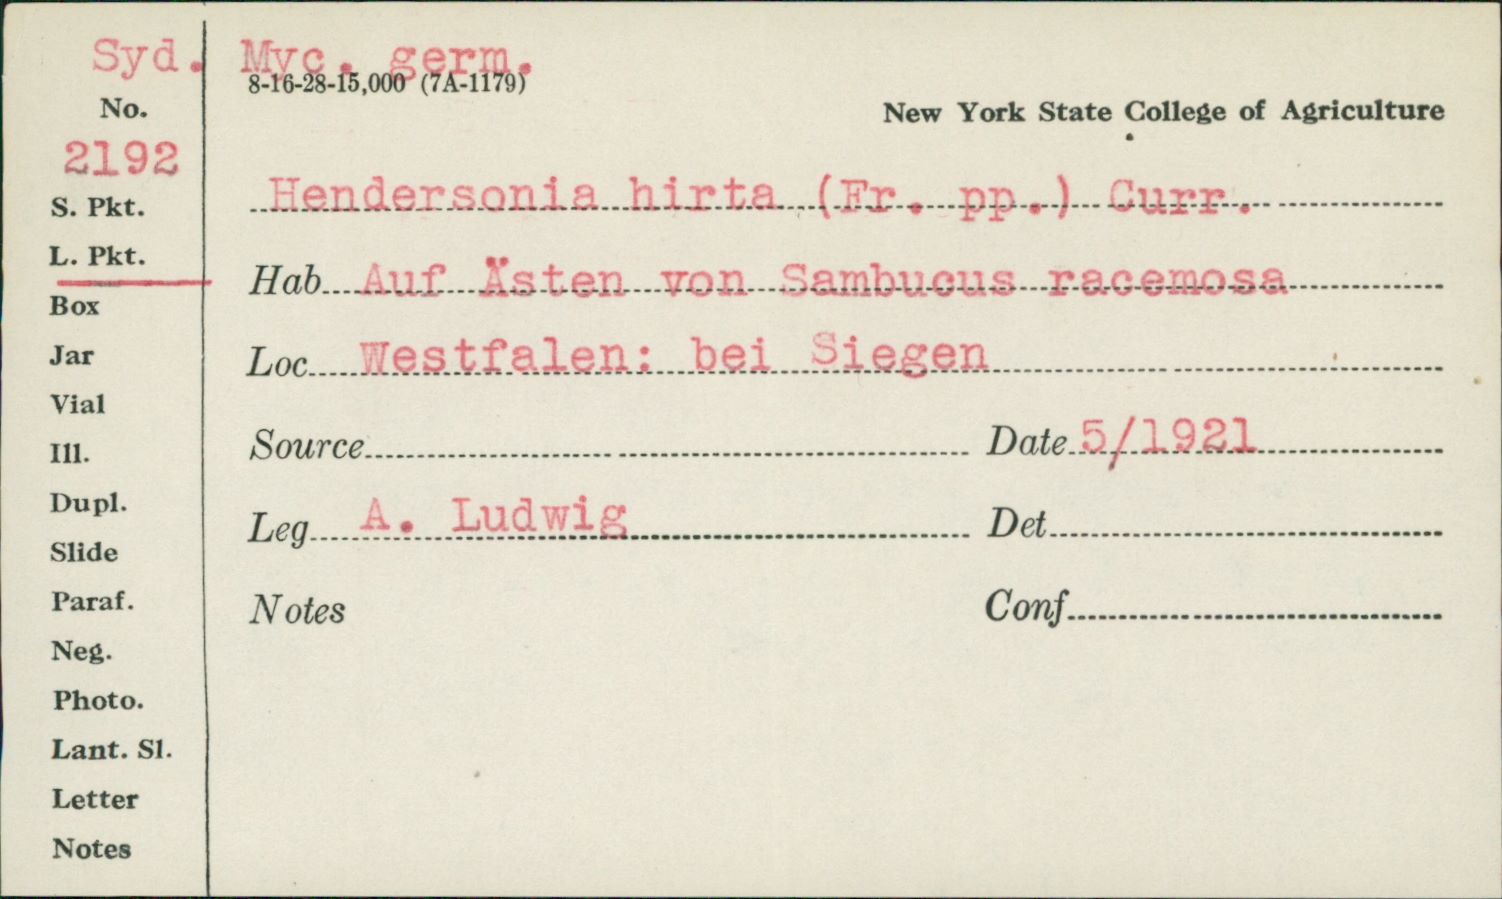 Syd. Myc. germ.
8-16-28-15,000 (7A-1179)
No.
New York State College of Agriculture
2192
Hendersonia hirta (Fr. pp.) Curr.
S. Pkt.
L. Pkt.
Hab Auf Ästen von Sambucus racemosa
Box
Jar
Loc Westfalen: bei Siegen
Vial
Ill.
Source Date 5/1921
Dupl.
Leg A. Ludwig Det
Slide
Paraf.
Notes Conf
Neg.
Photo.
Lant. Sl.
Letter
Notes